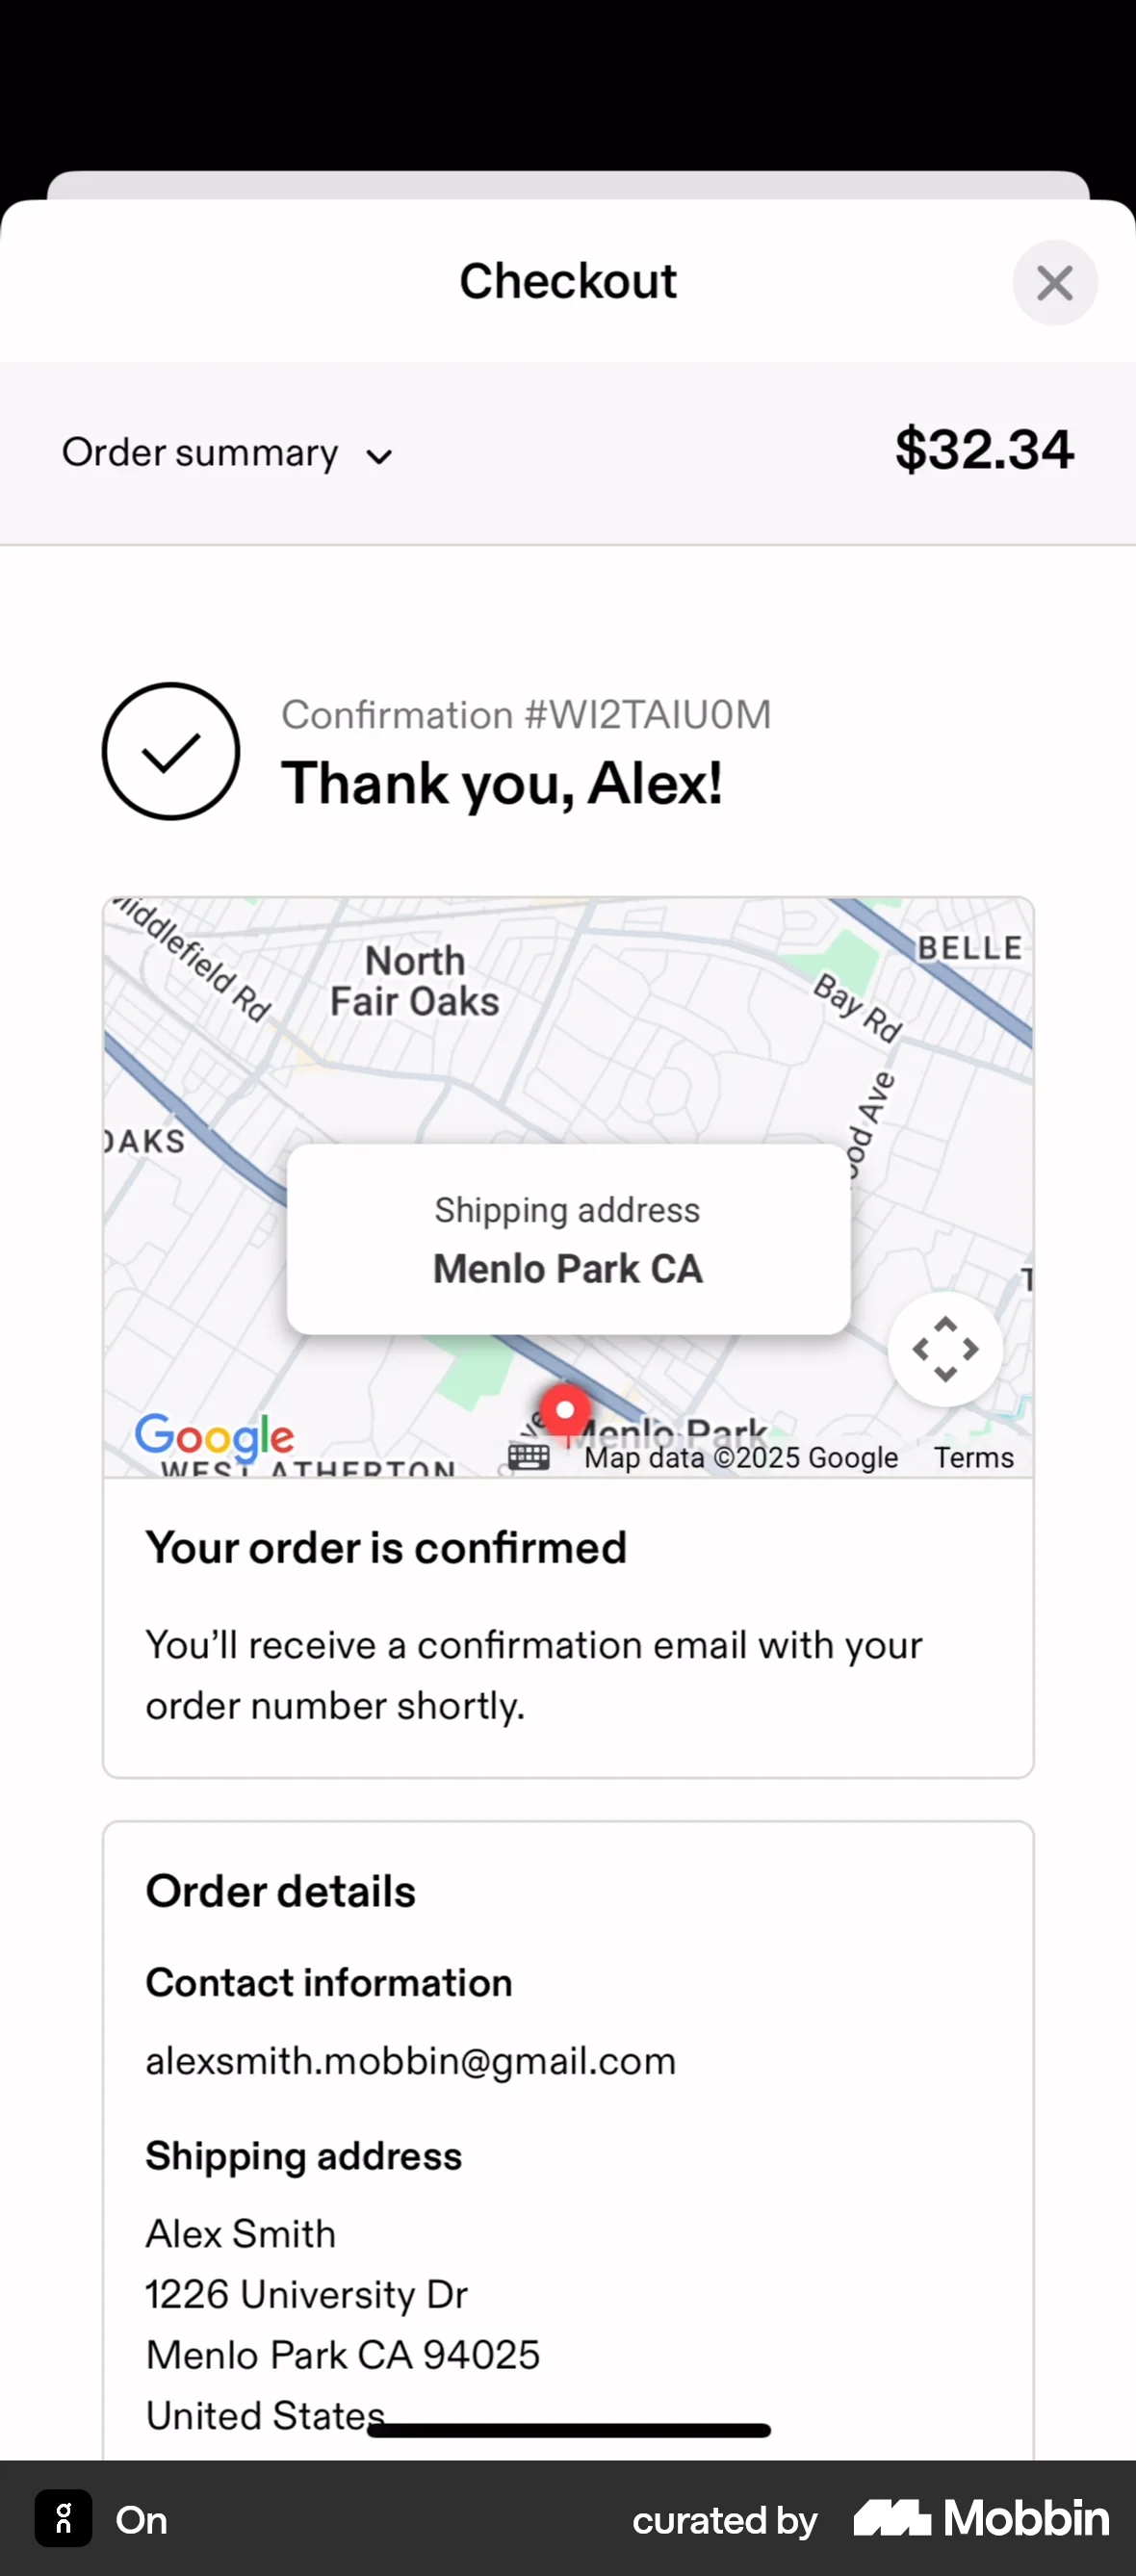 Checkout
Order summary
$32.34
Confirmation #WI2TAIU0M
Thank you, Alex!
Middlefield Rd
North
Fair Oaks
BELLE
Bay Rd
OAKS
Shipping address
Menlo Park CA
Google
Menlo Park
WEST ATHERTON
Map data ©2025 Google
Terms
Your order is confirmed
You’ll receive a confirmation email with your
order number shortly.
Order details
Contact information
alexsmith.mobbin@gmail.com
Shipping address
Alex Smith
1226 University Dr
Menlo Park CA 94025
United States
On
curated by
Mobbin